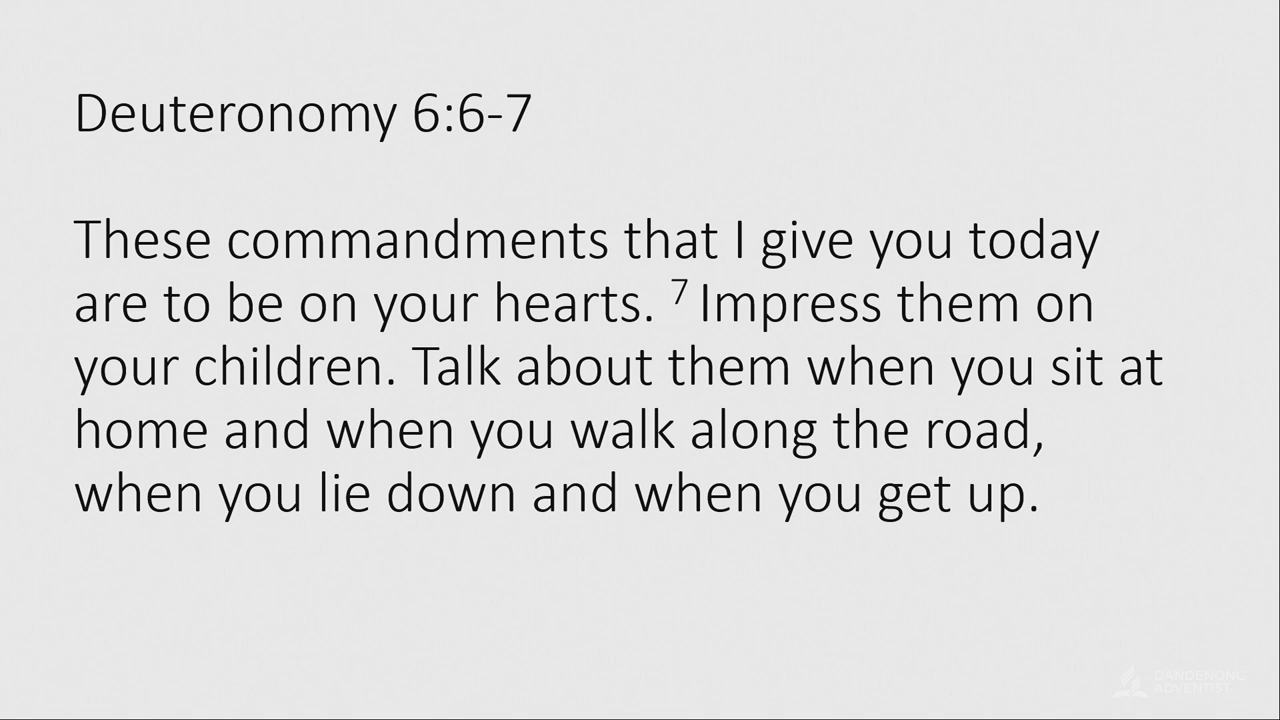 Deuteronomy 6:6-7
These commandments that I give you today
are to be on your hearts. ⁷ Impress them on
your children. Talk about them when you sit at
home and when you walk along the road,
when you lie down and when you get up.
DANDENONG
ADVENTIST